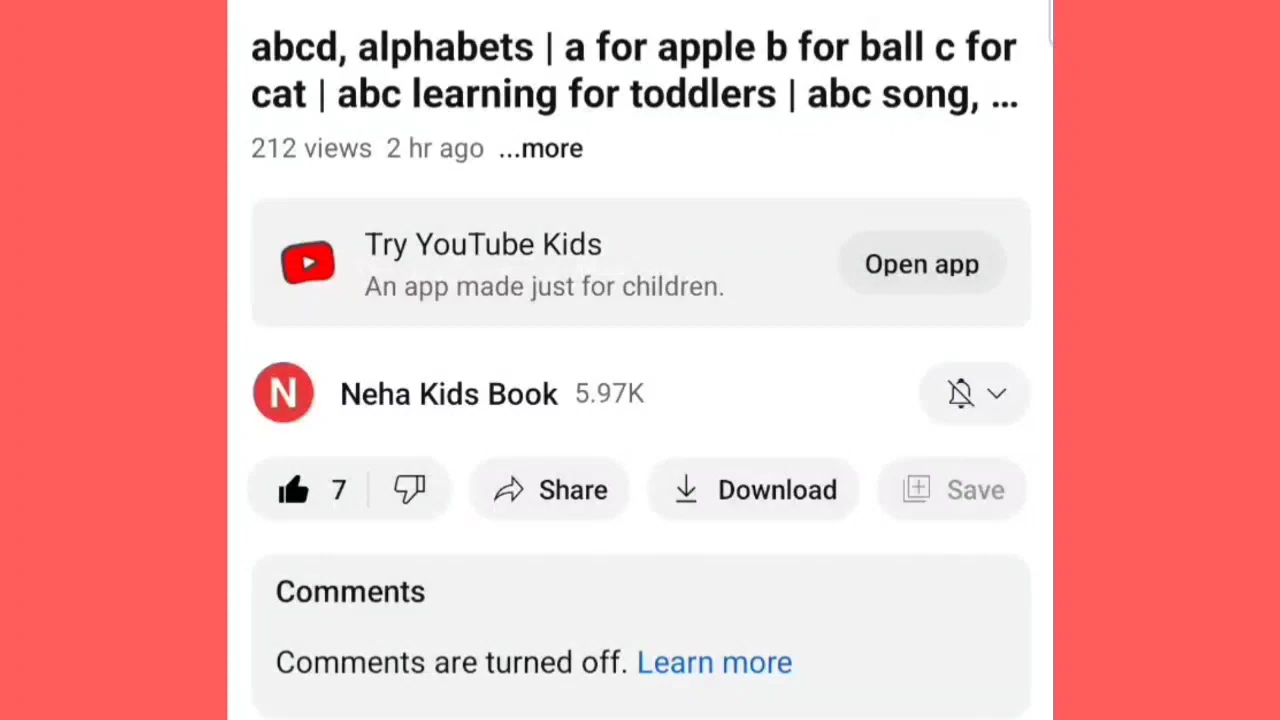 abcd, alphabets | a for apple b for ball c for
cat | abc learning for toddlers | abc song, ...
212 views 2 hr ago ...more
Try YouTube Kids
An app made just for children.
Open app
N Neha Kids Book 5.97K
7 Share Download Save
Comments
Comments are turned off. Learn more